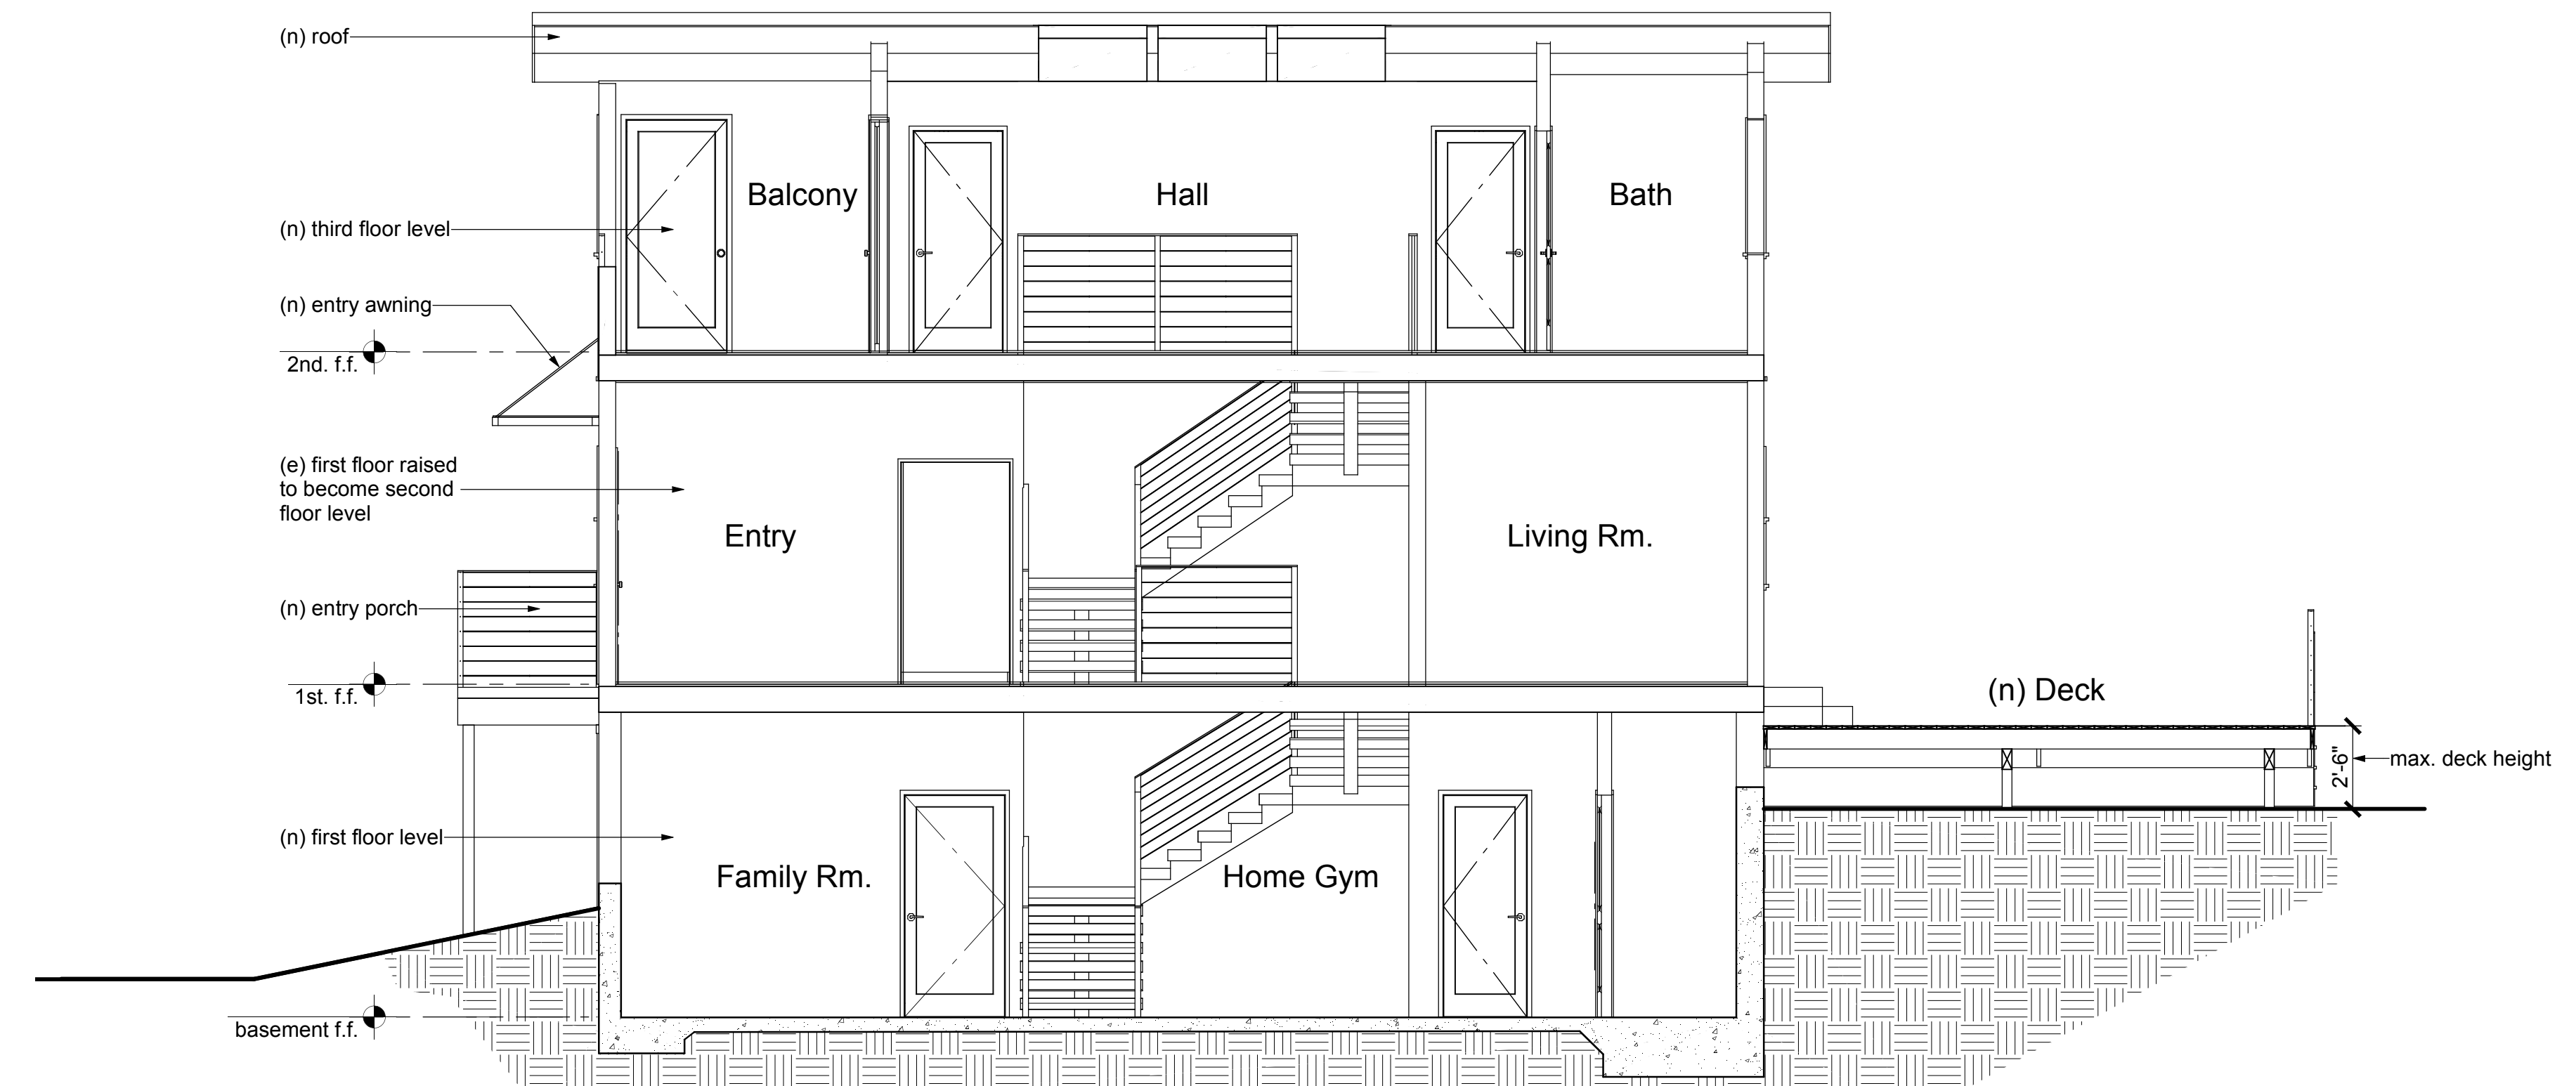 (n) roof
Balcony
Hall
Bath
(n) third floor level
(n) entry awning
2nd. f.f.
(e) first floor raised
to become second
floor level
Entry
Living Rm.
(n) entry porch
1st. f.f.
(n) Deck
2'-6"
max. deck height
(n) first floor level
Family Rm.
Home Gym
basement f.f.